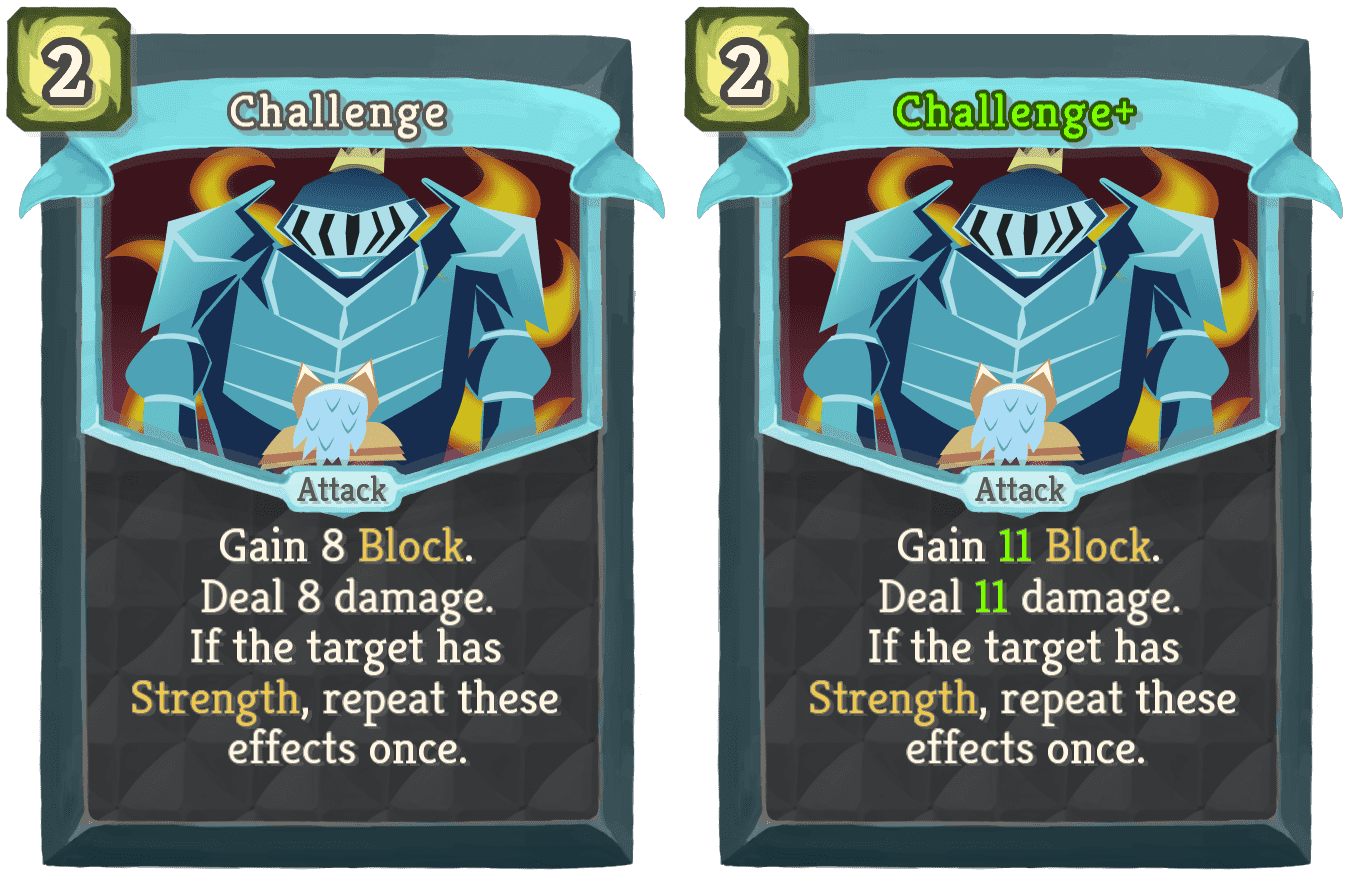 2
Challenge
Attack
Gain 8 Block.
Deal 8 damage.
If the target has
Strength, repeat these
effects once.
2
Challenge+
Attack
Gain 11 Block.
Deal 11 damage.
If the target has
Strength, repeat these
effects once.